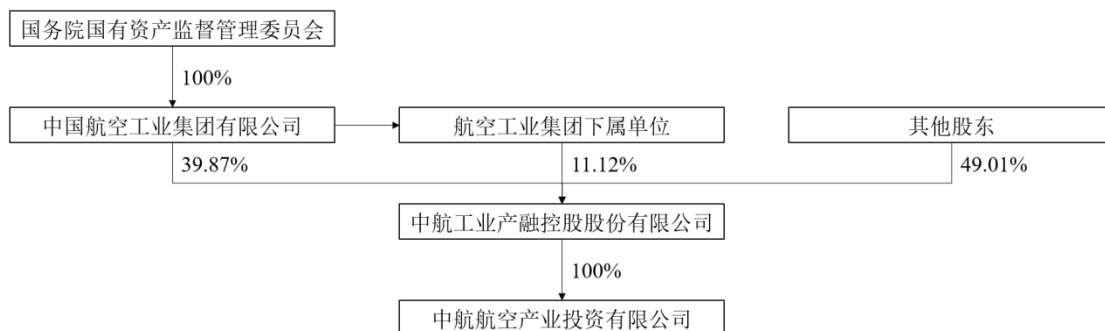 国务院国有资产监督管理委员会
100%
中国航空工业集团有限公司
航空工业集团下属单位
其他股东
39.87%
11.12%
49.01%
中航工业产融控股股份有限公司
100%
中航航空产业投资有限公司